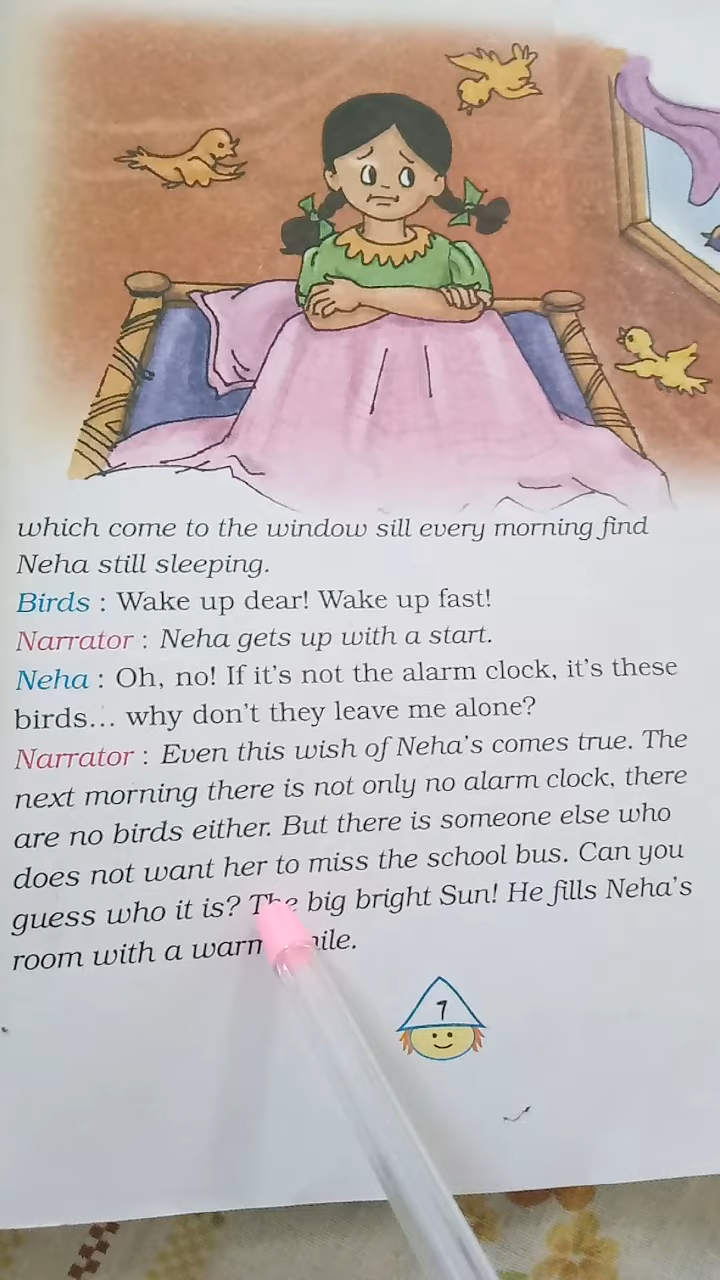 which come to the window sill every morning find
Neha still sleeping.
Birds : Wake up dear! Wake up fast!
Narrator : Neha gets up with a start.
Neha : Oh, no! If it's not the alarm clock, it's these
birds... why don't they leave me alone?
Narrator : Even this wish of Neha's comes true. The
next morning there is not only no alarm clock, there
are no birds either. But there is someone else who
does not want her to miss the school bus. Can you
guess who it is? The big bright Sun! He fills Neha's
room with a warm
7